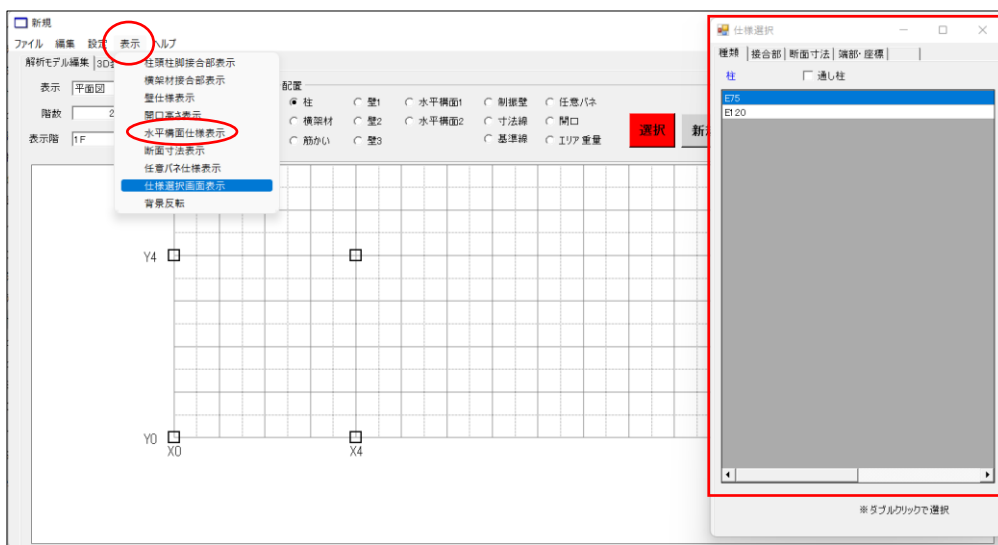 新規
ファイル 編集 設定 表示 ヘルプ
解析モデル編集
柱頭柱脚接合部表示
横架材接合部表示
壁仕様表示
開口高さ表示
水平構面仕様表示
断面寸法表示
任意バネ仕様表示
仕様選択画面表示
背景反転
表示 平面図
階数 2
表示階 1F
配置
柱 壁1 水平構面1 制振壁 任意バネ
横架材 壁2 水平構面2 寸法線 開口
筋かい 壁3 基準線 エリア重量
選択 新
Y4
Y0
X0 X4
仕様選択
種類 接合部 断面寸法 端部・座標
柱 通し柱
E75
E120
※ダブルクリックで選択